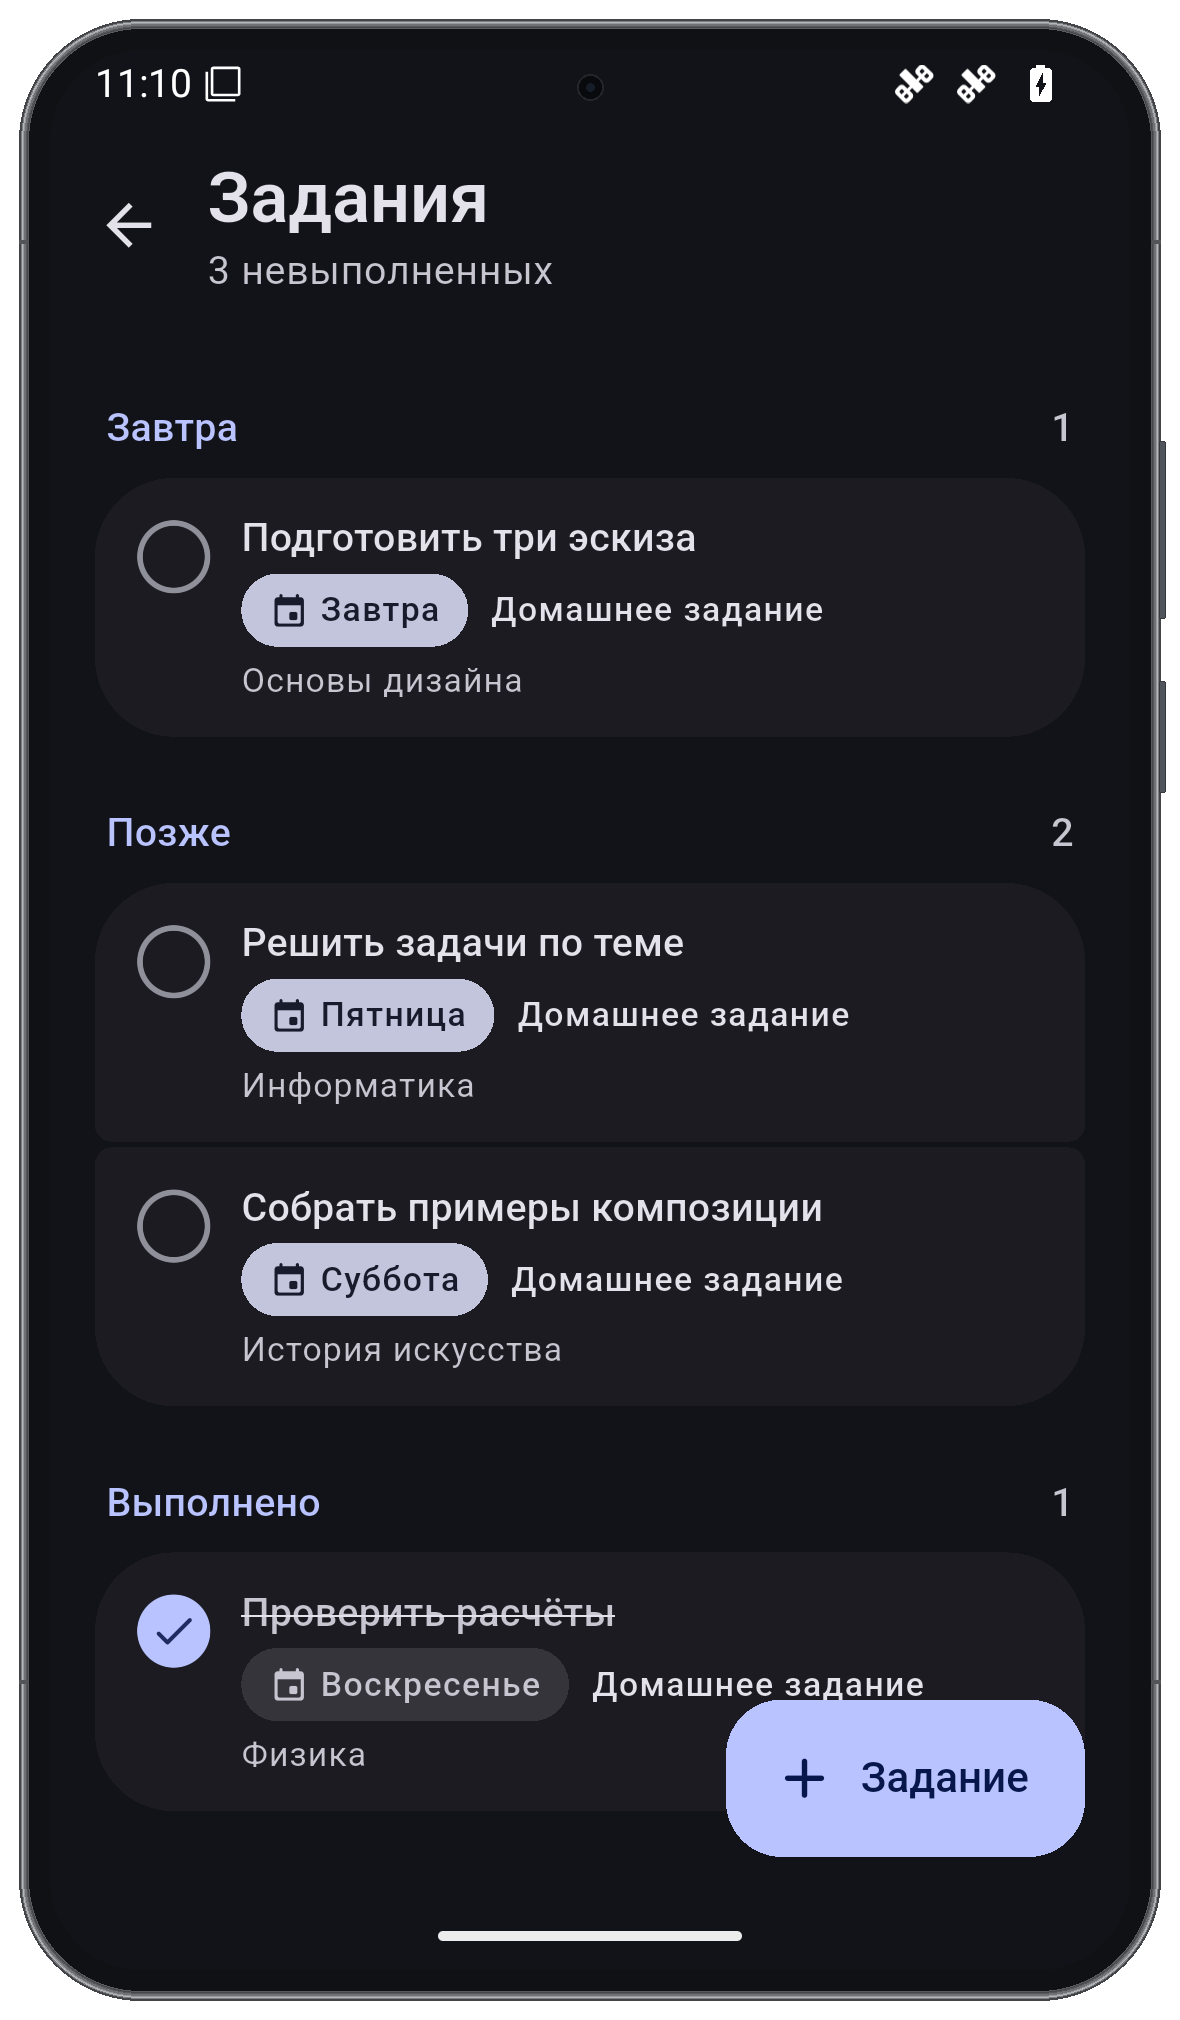 11:10
Задания
3 невыполненных
Завтра 1
Подготовить три эскиза
Завтра Домашнее задание
Основы дизайна
Позже 2
Решить задачи по теме
Пятница Домашнее задание
Информатика
Собрать примеры композиции
Суббота Домашнее задание
История искусства
Выполнено 1
Проверить расчёты
Воскресенье Домашнее задание
Физика
Задание